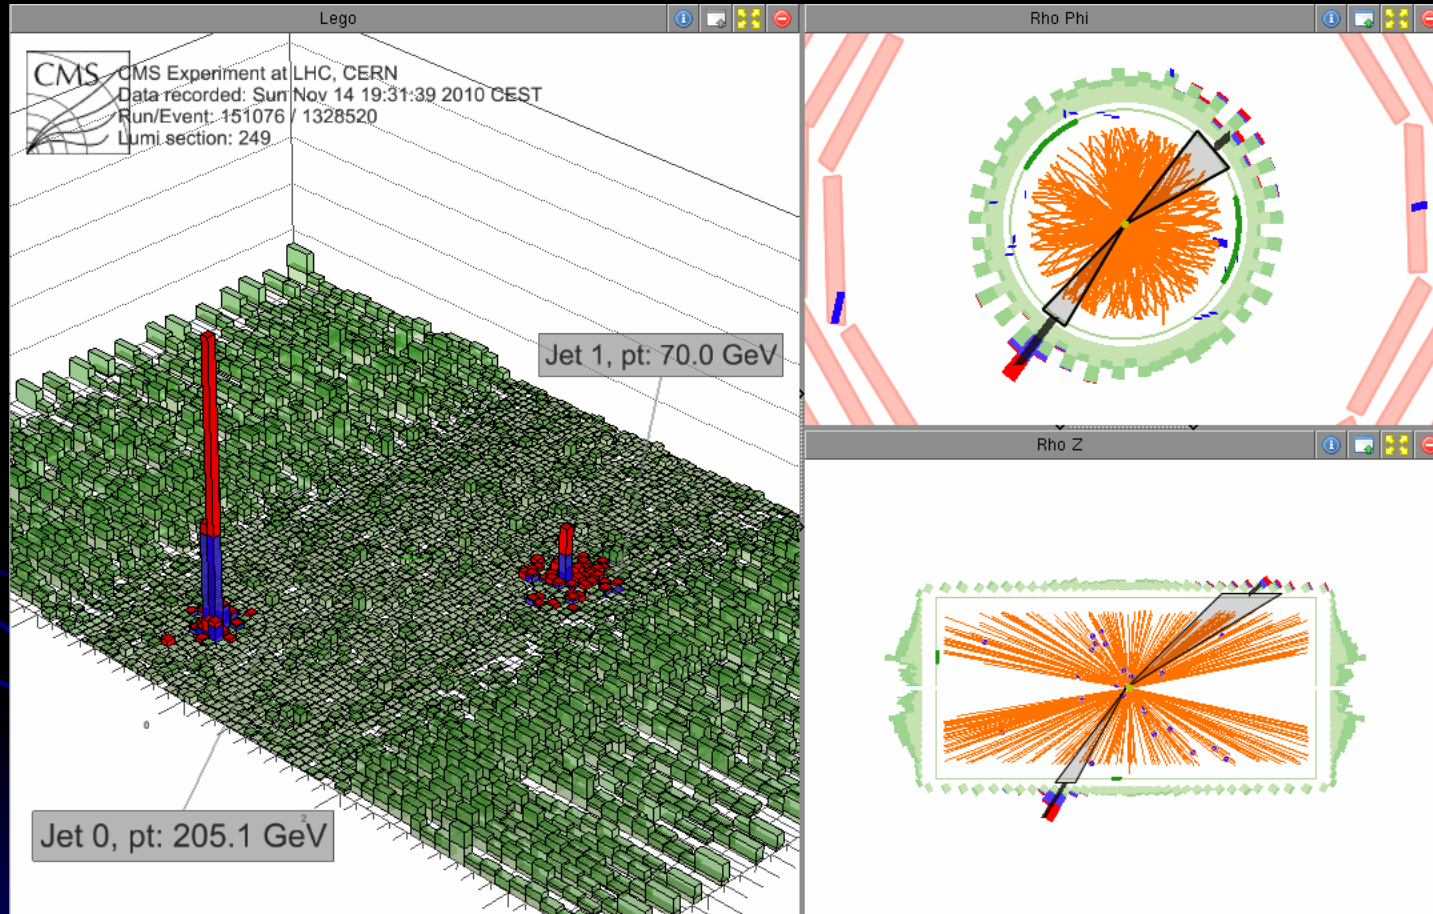 Lego
CMS
CMS Experiment at LHC, CERN
Data recorded: Sun Nov 14 19:31:39 2010 CEST
Run/Event: 151076 / 1328520
Lumi section: 249
Jet 1, pt: 70.0 GeV
0
2
Jet 0, pt: 205.1 GeV
Rho Phi
Rho Z